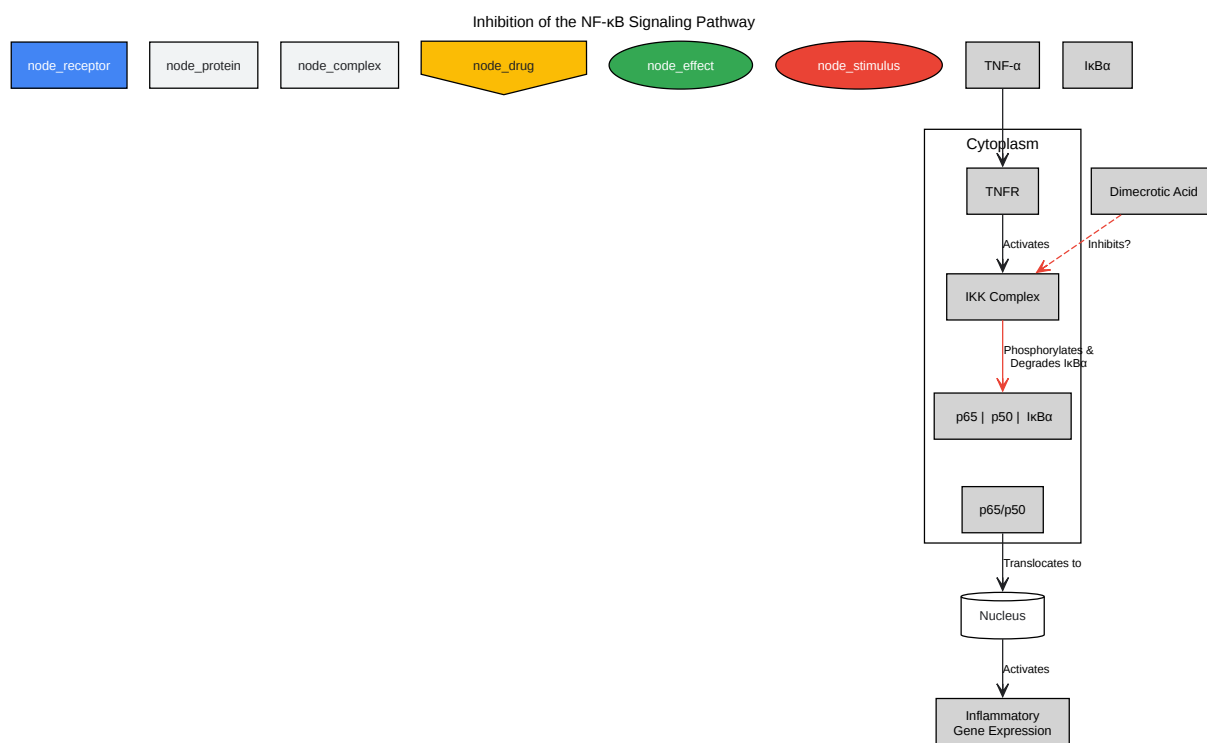 Inhibition of the NF-κB Signaling Pathway
node_receptor
node_protein
node_complex
node_drug
node_effect
node_stimulus
TNF-α
IκBα
Cytoplasm
TNFR
Dimecrotic Acid
Activates
Inhibits?
IKK Complex
Phosphorylates &
Degrades IκBα
p65 | p50 | IκBα
p65/p50
Translocates to
Nucleus
Activates
Inflammatory
Gene Expression